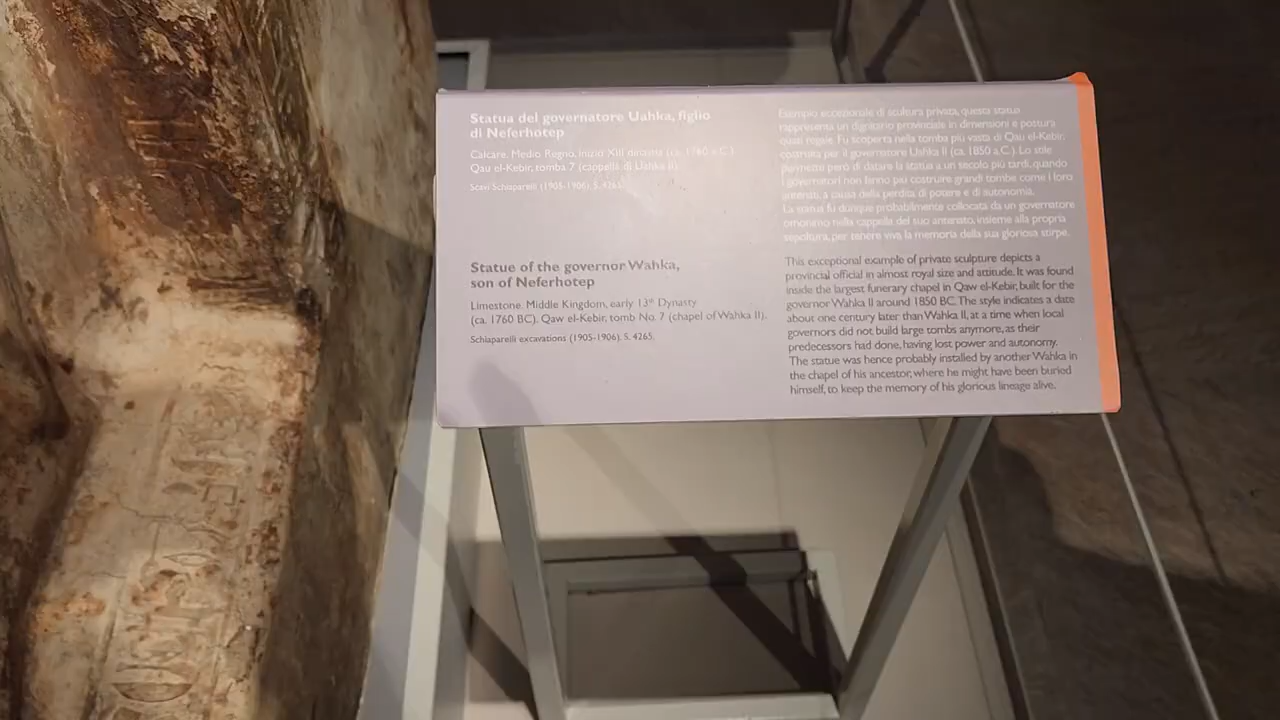 Statua del governatore Uahka, figlio
di Neferhotep
Calcare. Medio Regno, inizio XIII dinastia (ca. 1760 a.C.).
Qau el-Kebir, tomba 7 (cappella di Uahka II).
Scavi Schiaparelli (1905-1906). S. 4265.
Statue of the governor Wahka,
son of Neferhotep
Limestone. Middle Kingdom, early 13th Dynasty
(ca. 1760 BC). Qaw el-Kebir, tomb No. 7 (chapel of Wahka II).
Schiaparelli excavations (1905-1906). S. 4265.
Esempio eccezionale di scultura privata, questa statua
rappresenta un dignitario provinciale in dimensioni e postura
quasi regale. Fu scoperta nella tomba più vasta di Qau el-Kebir,
costruita per il governatore Uahka II (ca. 1850 a.C.). Lo stile
permette però di datare la statua a un secolo più tardi, quando
i governatori non fanno più costruire grandi tombe come i loro
antenati, a causa della perdita di potere e di autonomia.
La statua fu dunque probabilmente collocata da un governatore
omonimo nella cappella del suo antenato, insieme alla propria
sepoltura, per tenere viva la memoria della sua gloriosa stirpe.
This exceptional example of private sculpture depicts a
provincial official in almost royal size and attitude. It was found
inside the largest funerary chapel in Qaw el-Kebir, built for the
governor Wahka II around 1850 BC. The style indicates a date
about one century later than Wahka II, at a time when local
governors did not build large tombs anymore, as their
predecessors had done, having lost power and autonomy.
The statue was hence probably installed by another Wahka in
the chapel of his ancestor, where he might have been buried
himself, to keep the memory of his glorious lineage alive.